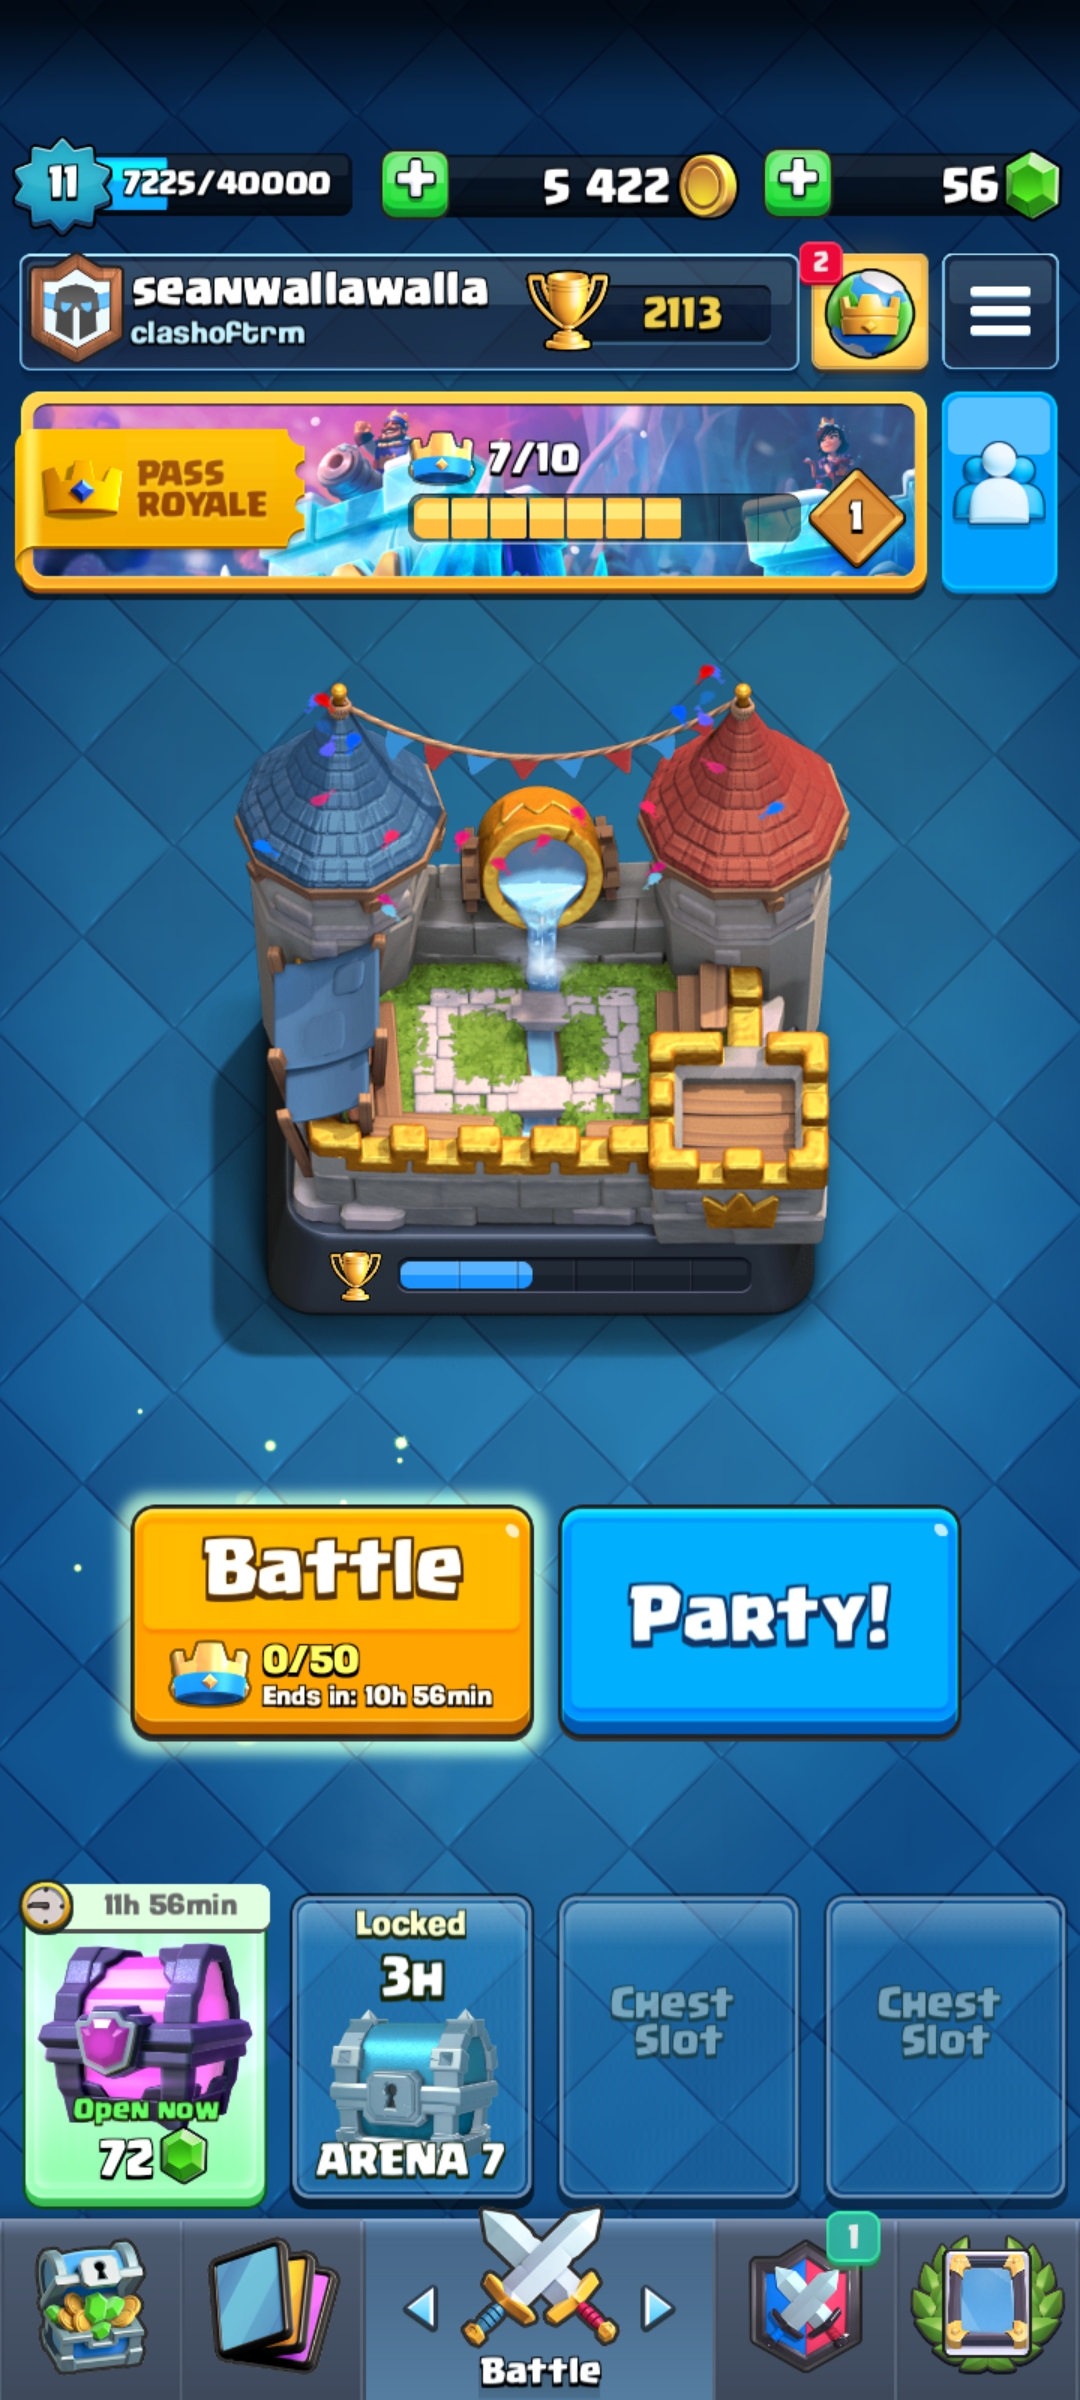 11
7225/40000
5 422
56
seanwallawalla
clashoftrm
2113
2
PASS
ROYALE
7/10
1
Battle
0/50
Ends in: 10h 56min
Party!
11h 56min
Open now
72
Locked
3H
ARENA 7
Chest
Slot
Chest
Slot
1
Battle